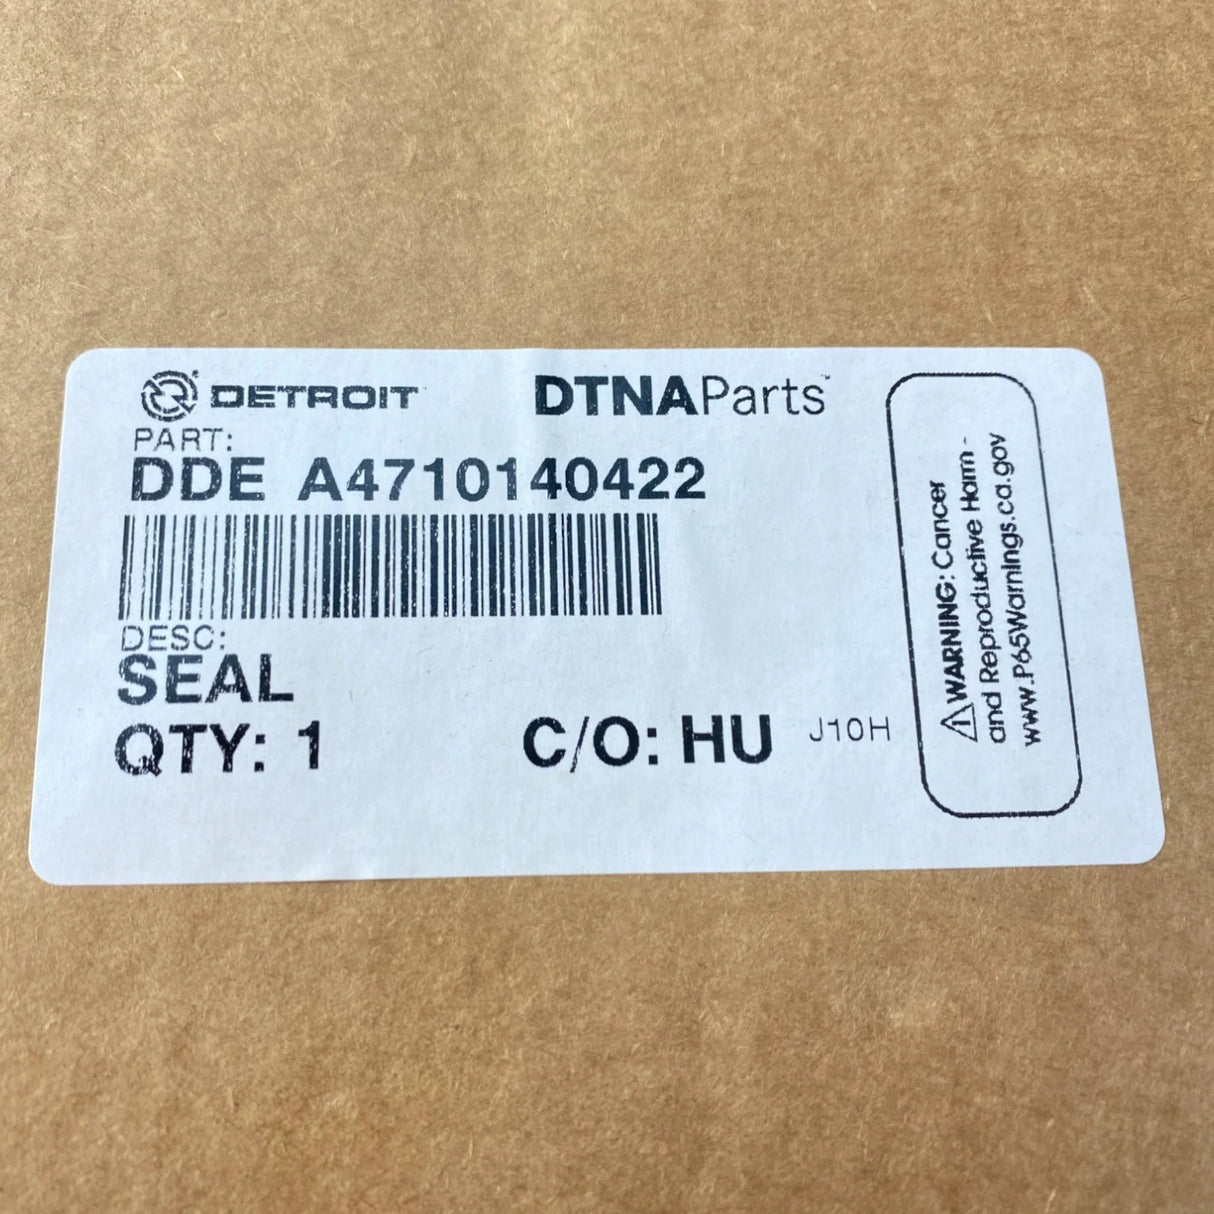 DETROIT DTNAParts™
PART:
DDE A4710140422
DESC:
SEAL
QTY: 1 C/O: HU J10H
⚠WARNING: Cancer
and Reproductive Harm -
www.P65Warnings.ca.gov